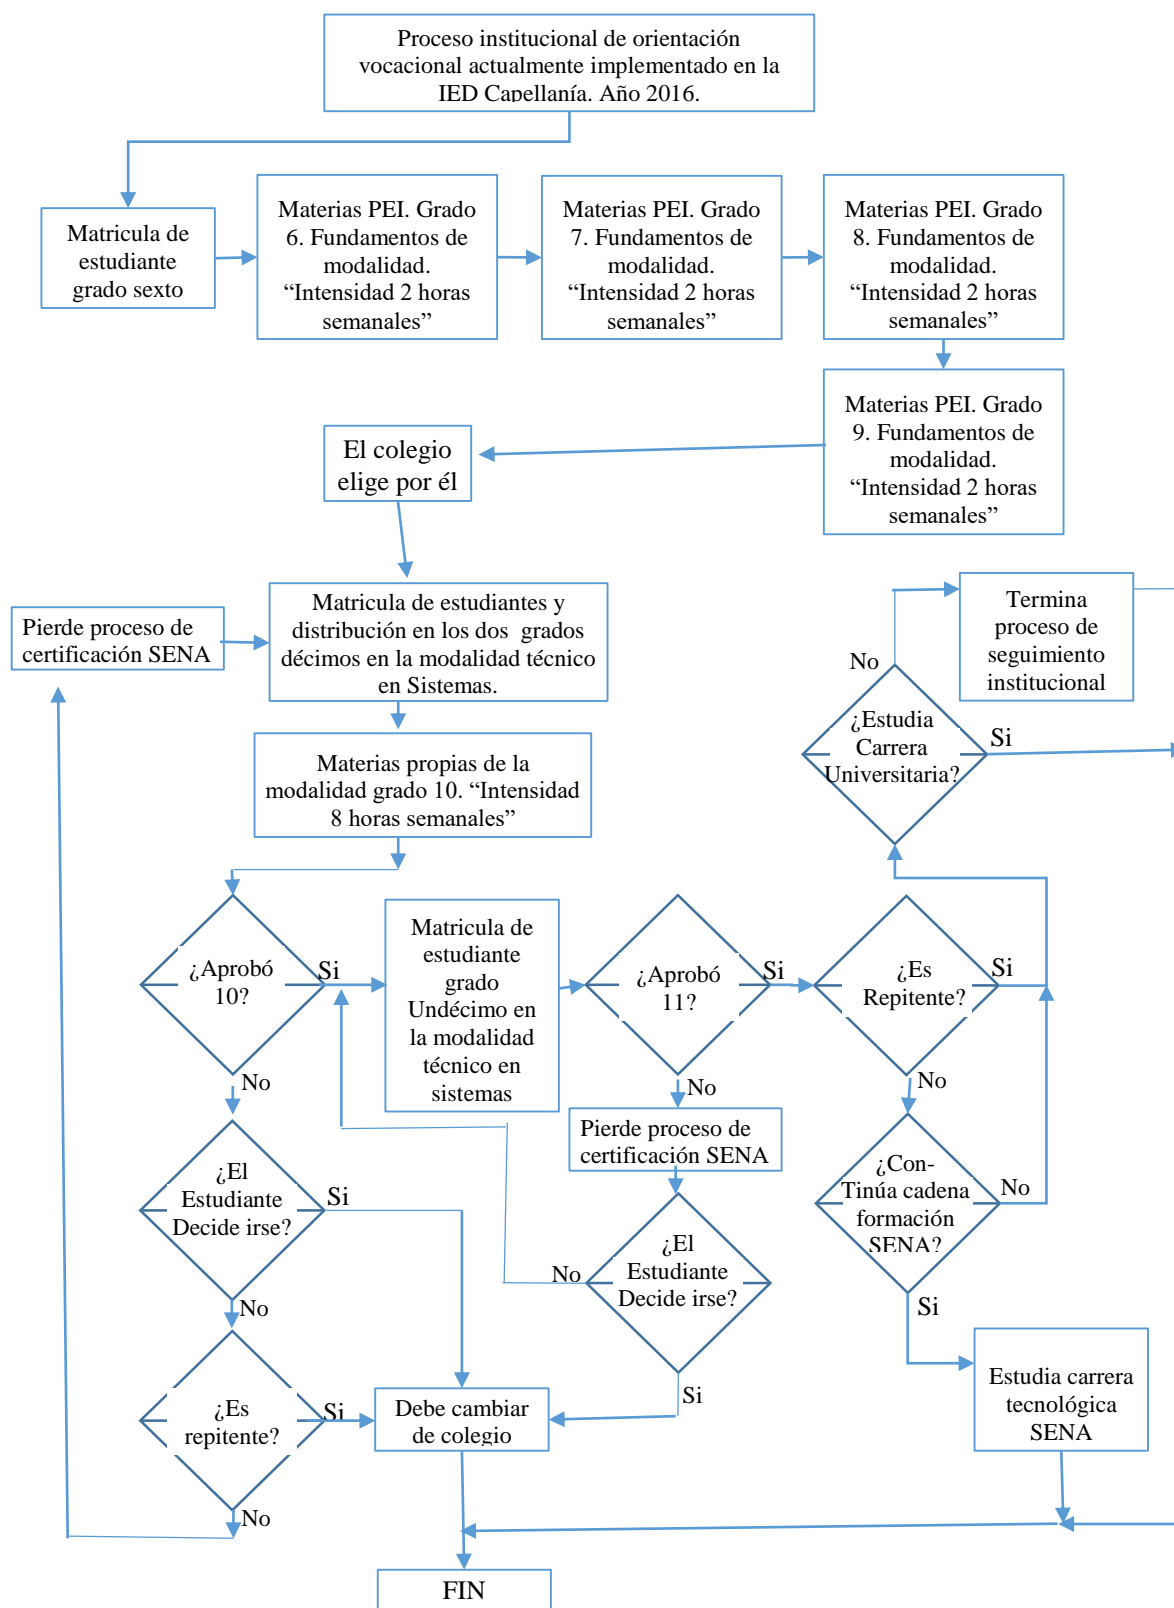 Proceso institucional de orientación
vocacional actualmente implementado en la
IED Capellanía. Año 2016.
Matricula de
estudiante
grado sexto
Materias PEI. Grado
6. Fundamentos de
modalidad.
“Intensidad 2 horas
semanales”
Materias PEI. Grado
7. Fundamentos de
modalidad.
“Intensidad 2 horas
semanales”
Materias PEI. Grado
8. Fundamentos de
modalidad.
“Intensidad 2 horas
semanales”
Materias PEI. Grado
9. Fundamentos de
modalidad.
“Intensidad 2 horas
semanales”
El colegio
elige por él
Pierde proceso de
certificación SENA
Matricula de estudiantes y
distribución en los dos grados
décimos en la modalidad técnico
en Sistemas.
Termina
proceso de
seguimiento
institucional
No
¿Estudia
Carrera
Universitaria?
Si
Materias propias de la
modalidad grado 10. “Intensidad
8 horas semanales”
¿Aprobó
10?
Si
Matricula de
estudiante
grado
Undécimo en
la modalidad
técnico en
sistemas
¿Aprobó
11?
Si
¿Es
Repitente?
Si
No
No
No
Pierde proceso de
certificación SENA
¿El
Estudiante
Decide irse?
Si
¿Con-
Tinúa cadena
formación
SENA?
No
¿El
Estudiante
Decide irse?
No
No
Si
Si
¿Es
repitente?
Si
Debe cambiar
de colegio
Estudia carrera
tecnológica
SENA
No
FIN